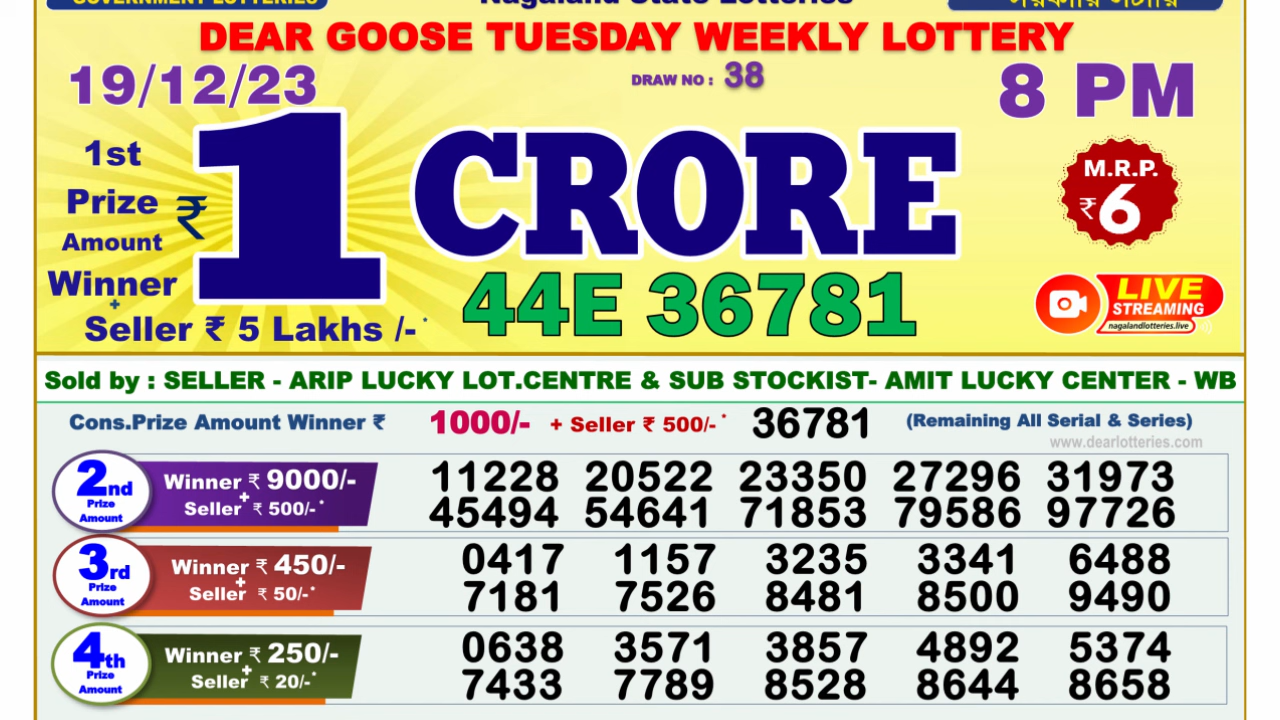 GOVERNMENT LOTTERIES
Nagaland State Lotteries
সরকারি লটারি
DEAR GOOSE TUESDAY WEEKLY LOTTERY
19/12/23
DRAW NO : 38
8 PM
1st
Prize
Amount
Winner
+
Seller ₹ 5 Lakhs /-*
₹ 1 CRORE
44E 36781
M.R.P.
₹6
LIVE
STREAMING
nagalandlotteries.live
Sold by : SELLER - ARIP LUCKY LOT.CENTRE & SUB STOCKIST- AMIT LUCKY CENTER - WB
Cons.Prize Amount Winner ₹ 1000/- + Seller ₹ 500/-* 36781 (Remaining All Serial & Series)
www.dearlotteries.com
2nd
Prize
Amount
Winner ₹ 9000/-
+
Seller ₹ 500/-*
11228 20522 23350 27296 31973
45494 54641 71853 79586 97726
3rd
Prize
Amount
Winner ₹ 450/-
+
Seller ₹ 50/-*
0417 1157 3235 3341 6488
7181 7526 8481 8500 9490
4th
Prize
Amount
Winner ₹ 250/-
+
Seller ₹ 20/-*
0638 3571 3857 4892 5374
7433 7789 8528 8644 8658